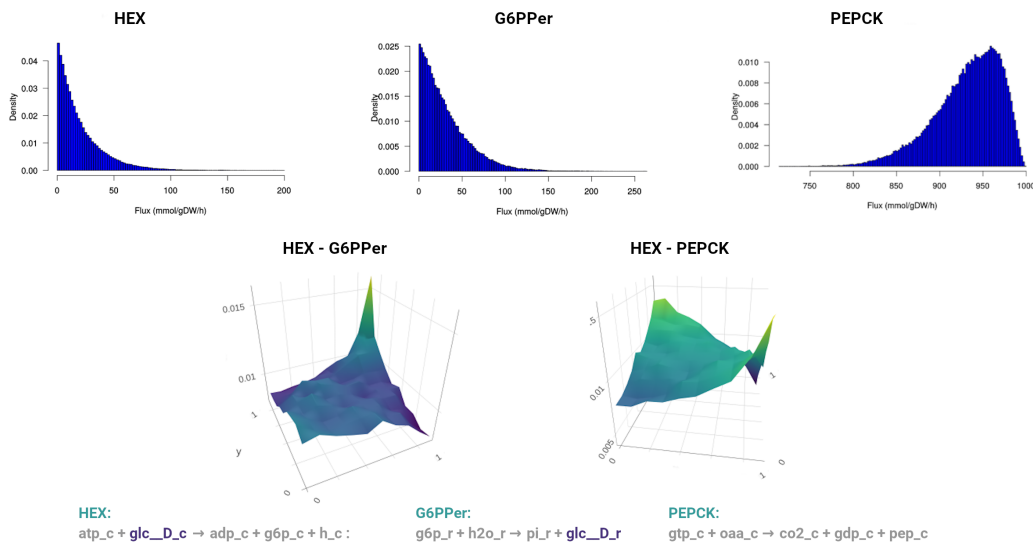 HEX
G6PPer
PEPCK
Density
0.04
0.03
0.02
0.01
0.00
0
50
100
150
200
Flux (mmol/gDW/h)
Density
0.025
0.020
0.015
0.010
0.005
0.000
0
50
100
150
200
250
Flux (mmol/gDW/h)
Density
0.010
0.008
0.006
0.004
0.002
0.000
750
800
850
900
950
1000
Flux (mmol/gDW/h)
HEX - G6PPer
HEX - PEPCK
0.015
0.01
1
y
0
0
1
.5
0.01
0.005
0
1
0
1
HEX:
atp_c + glc__D_c → adp_c + g6p_c + h_c :
G6PPer:
g6p_r + h2o_r → pi_r + glc__D_r
PEPCK:
gtp_c + oaa_c → co2_c + gdp_c + pep_c